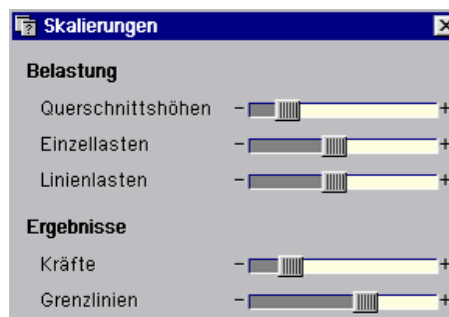 Skalierungen
Belastung
Querschnittshöhen - +
Einzellasten - +
Linienlasten - +
Ergebnisse
Kräfte - +
Grenzlinien - +